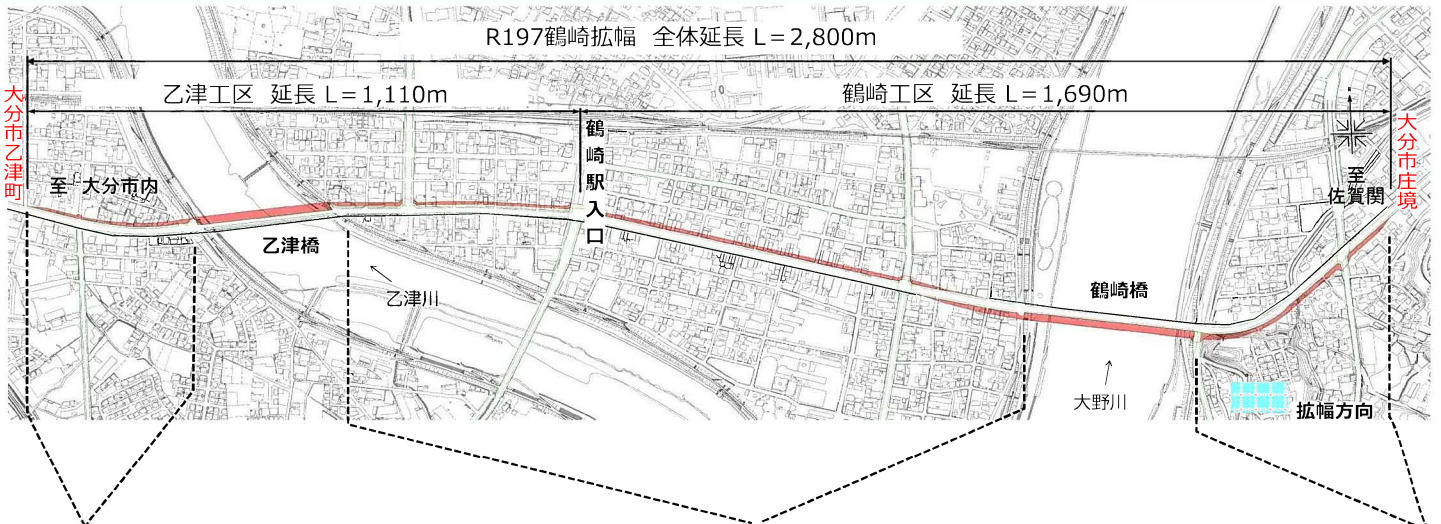 R197鶴崎拡幅 全体延長 L=2,800m
乙津工区 延長 L=1,110m
鶴崎工区 延長 L=1,690m
大分市乙津町
鶴崎駅入口
大分市庄境
至 大分市内
至
佐賀関
乙津橋
乙津川
鶴崎橋
大野川
拡幅方向